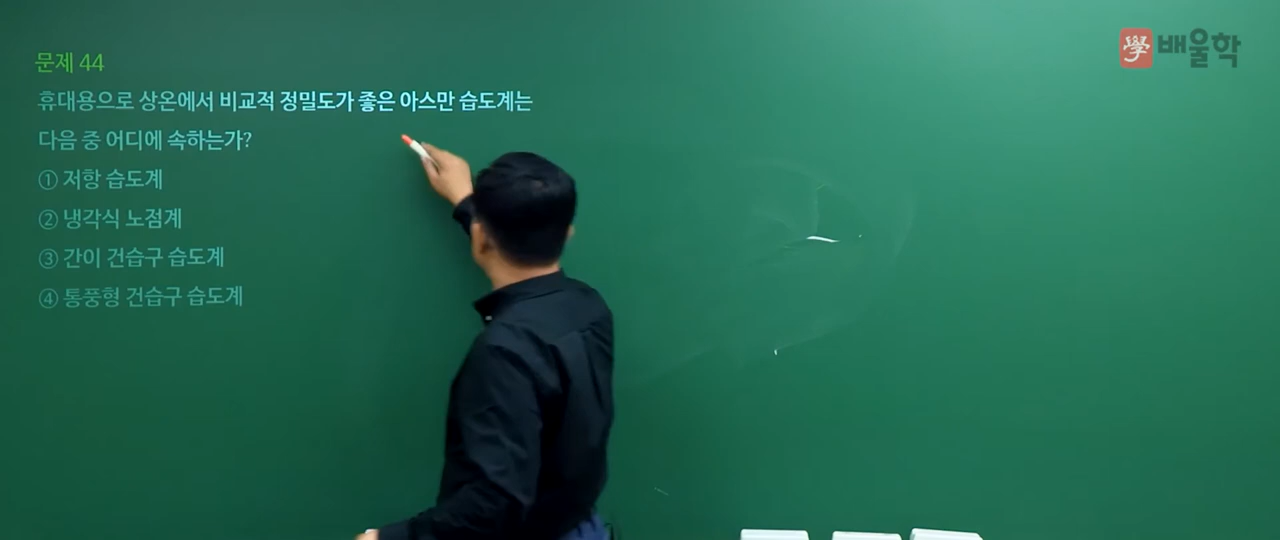 學 배울학
문제 44
휴대용으로 상온에서 비교적 정밀도가 좋은 아스만 습도계는
다음 중 어디에 속하는가?
① 저항 습도계
② 냉각식 노점계
③ 간이 건습구 습도계
④ 통풍형 건습구 습도계